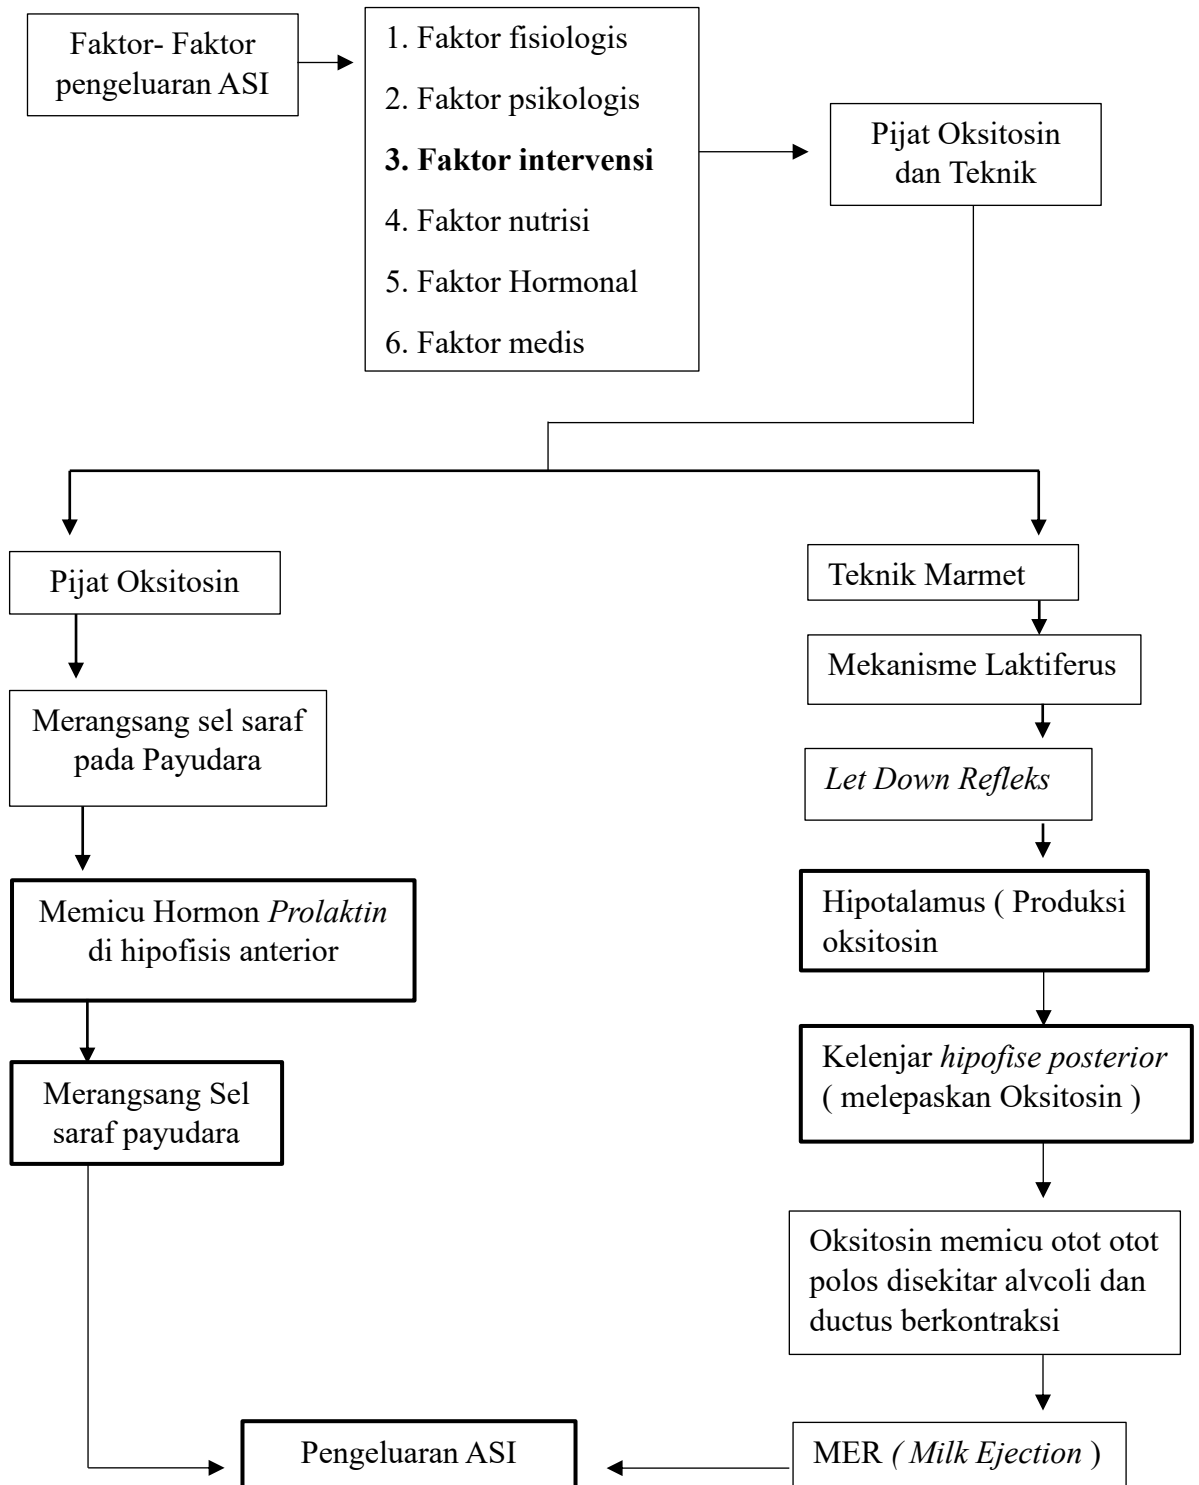 Faktor- Faktor
pengeluaran ASI
1. Faktor fisiologis
2. Faktor psikologis
3. Faktor intervensi
4. Faktor nutrisi
5. Faktor Hormonal
6. Faktor medis
Pijat Oksitosin
dan Teknik
Pijat Oksitosin
Merangsang sel saraf
pada Payudara
Memicu Hormon Prolaktin
di hipofisis anterior
Merangsang Sel
saraf payudara
Teknik Marmet
Mekanisme Laktiferus
Let Down Refleks
Hipotalamus ( Produksi
oksitosin
Kelenjar hipofise posterior
( melepaskan Oksitosin )
Oksitosin memicu otot otot
polos disekitar alvcoli dan
ductus berkontraksi
MER ( Milk Ejection )
Pengeluaran ASI